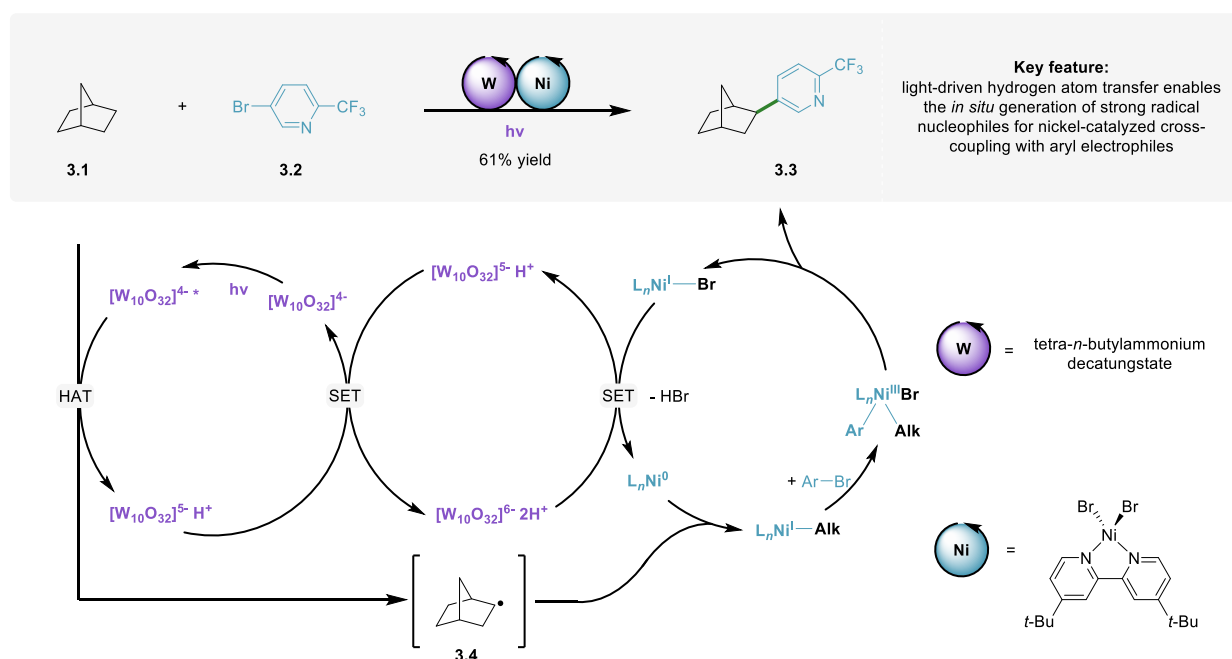 W Ni
Br
N
CF3
hv
61% yield
CF3
N
3.1
+
3.2
3.3
Key feature:
light-driven hydrogen atom transfer enables
the in situ generation of strong radical
nucleophiles for nickel-catalyzed cross-
coupling with aryl electrophiles
[W10O32]4- *
hv
[W10O32]4-
[W10O32]5- H+
LnNiI—Br
HAT
SET
SET - HBr
LnNiIIIBr
Ar Alk
W = tetra-n-butylammonium
decatungstate
[W10O32]5- H+
[W10O32]6- 2H+
LnNi0
+ Ar—Br
LnNiI—Alk
3.4
Ni =
Br Br
Ni
N N
t-Bu t-Bu